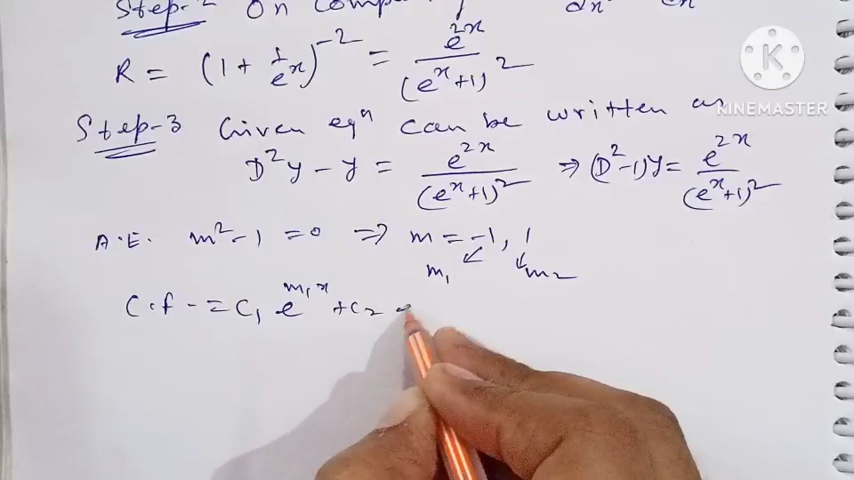 Step-2 On
R = (1 + 1/e^x)^-2 = e^2x/(e^x+1)^2
KINEMASTER
Step-3 Given eqn can be written as
D^2y - y = e^2x/(e^x+1)^2 ⇒ (D^2-1)y = e^2x/(e^x+1)^2
A.E. m^2-1 = 0 ⇒ m = -1, 1
m1 m2
C.f - = C1 e^m1x + C2